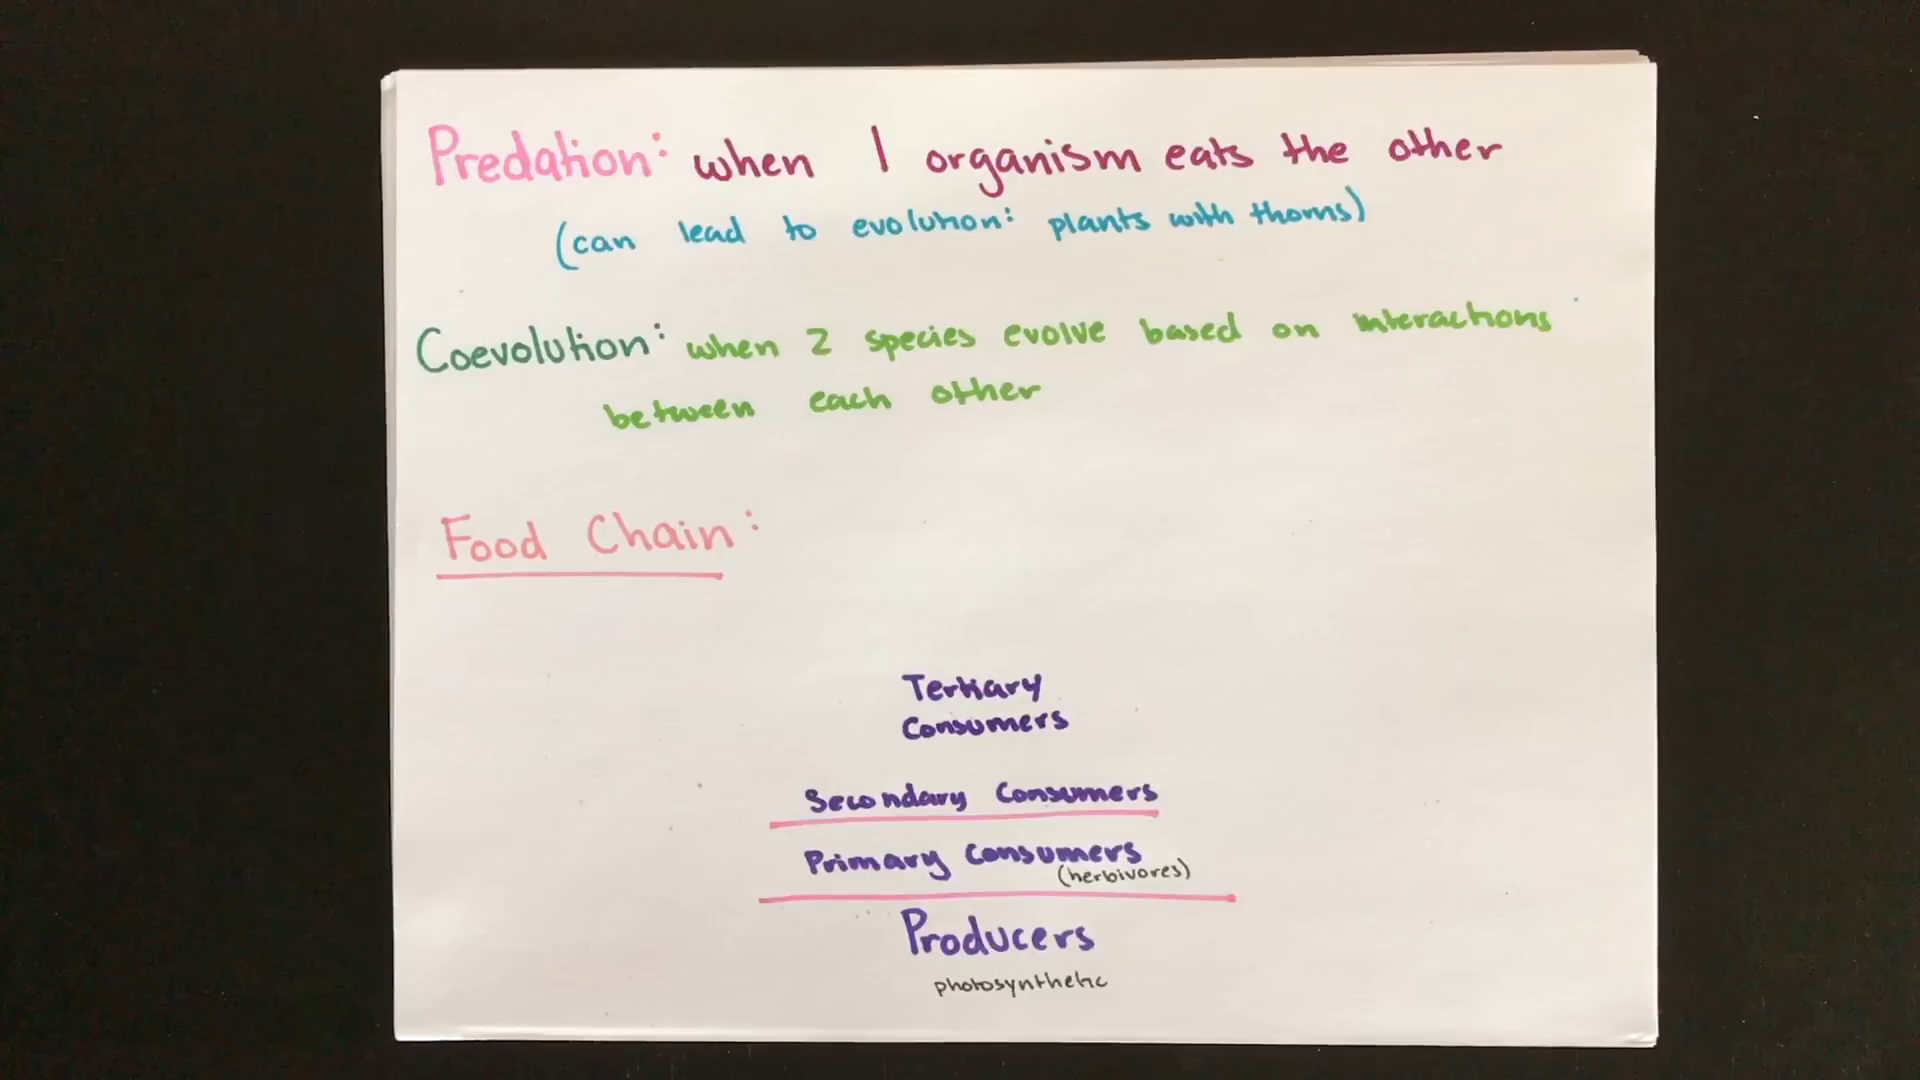 Predation: when 1 organism eats the other
(can lead to evolution: plants with thorns)
Coevolution: when 2 species evolve based on interactions
between each other
Food Chain:
Tertiary
Consumers
Secondary Consumers
Primary Consumers
(herbivores)
Producers
photosynthetic